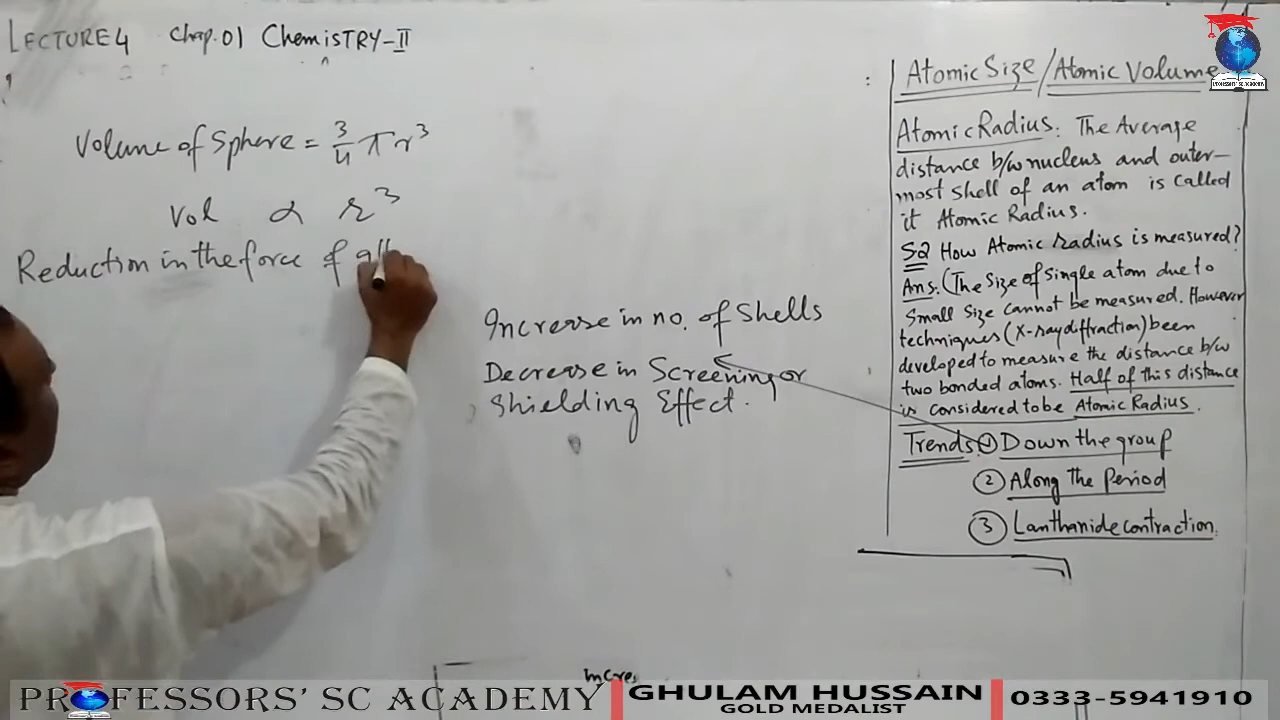 LECTURE 4 Chap.01 ChemisTRY-II
Volume of Sphere = 3/4 π r³
Vol ∝ r³
Reduction in the force of att
Increase in no. of Shells
Decrease in Screening or
Shielding Effect.
Atomic Size/Atomic Volume
Atomic Radius: The Average
distance b/w nucleus and outer-
most shell of an atom is called
it Atomic Radius.
SQ How Atomic radius is measured?
Ans. (The Size of Single atom due to
Small Size cannot be measured. However
techniques (X-ray diffraction) been
developed to measure the distance b/w
two bonded atoms. Half of this distance
is considered to be Atomic Radius.
Trends ① Down the group
② Along The Period
③ Lanthanide contraction.
Incre
PROFESSORS' SC ACADEMY
PROFESSORS' SC ACADEMY
GHULAM HUSSAIN
GOLD MEDALIST
0333-5941910